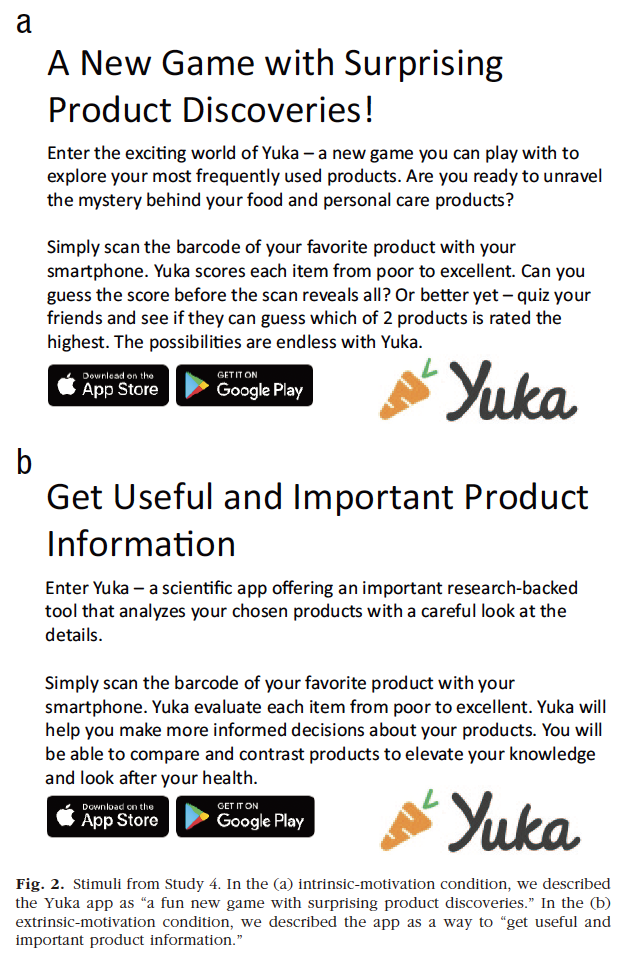 a
A New Game with Surprising
Product Discoveries!
Enter the exciting world of Yuka – a new game you can play with to
explore your most frequently used products. Are you ready to unravel
the mystery behind your food and personal care products?
Simply scan the barcode of your favorite product with your
smartphone. Yuka scores each item from poor to excellent. Can you
guess the score before the scan reveals all? Or better yet – quiz your
friends and see if they can guess which of 2 products is rated the
highest. The possibilities are endless with Yuka.
Download on the
App Store
GET IT ON
Google Play
Yuka
b
Get Useful and Important Product
Information
Enter Yuka – a scientific app offering an important research-backed
tool that analyzes your chosen products with a careful look at the
details.
Simply scan the barcode of your favorite product with your
smartphone. Yuka evaluate each item from poor to excellent. Yuka will
help you make more informed decisions about your products. You will
be able to compare and contrast products to elevate your knowledge
and look after your health.
Download on the
App Store
GET IT ON
Google Play
Yuka
Fig. 2. Stimuli from Study 4. In the (a) intrinsic-motivation condition, we described
the Yuka app as “a fun new game with surprising product discoveries.” In the (b)
extrinsic-motivation condition, we described the app as a way to “get useful and
important product information.”